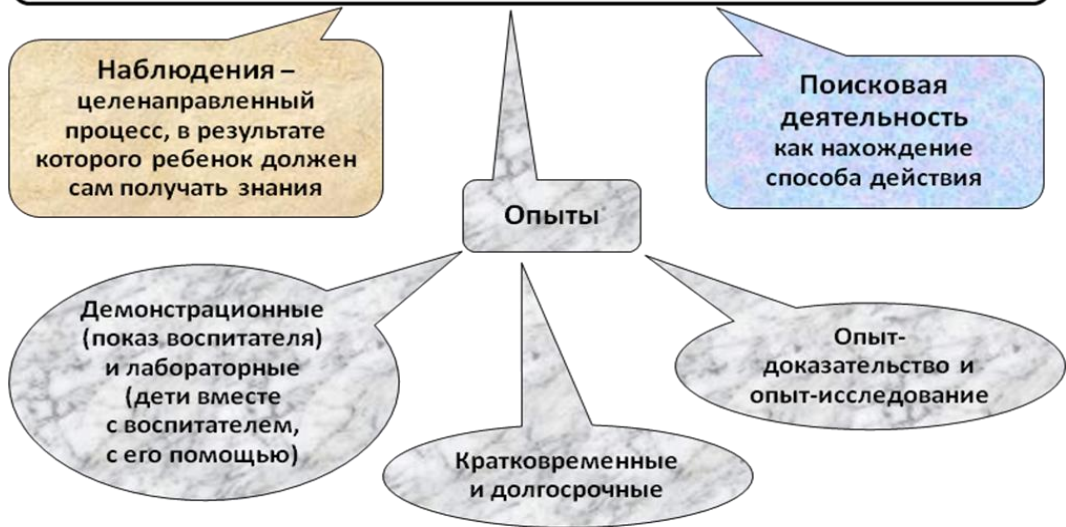 Наблюдения –
целенаправленный
процесс, в результате
которого ребенок должен
сам получать знания
Поисковая
деятельность
как нахождение
способа действия
Опыты
Демонстрационные
(показ воспитателя)
и лабораторные
(дети вместе
с воспитателем,
с его помощью)
Кратковременные
и долгосрочные
Опыт-
доказательство и
опыт-исследование